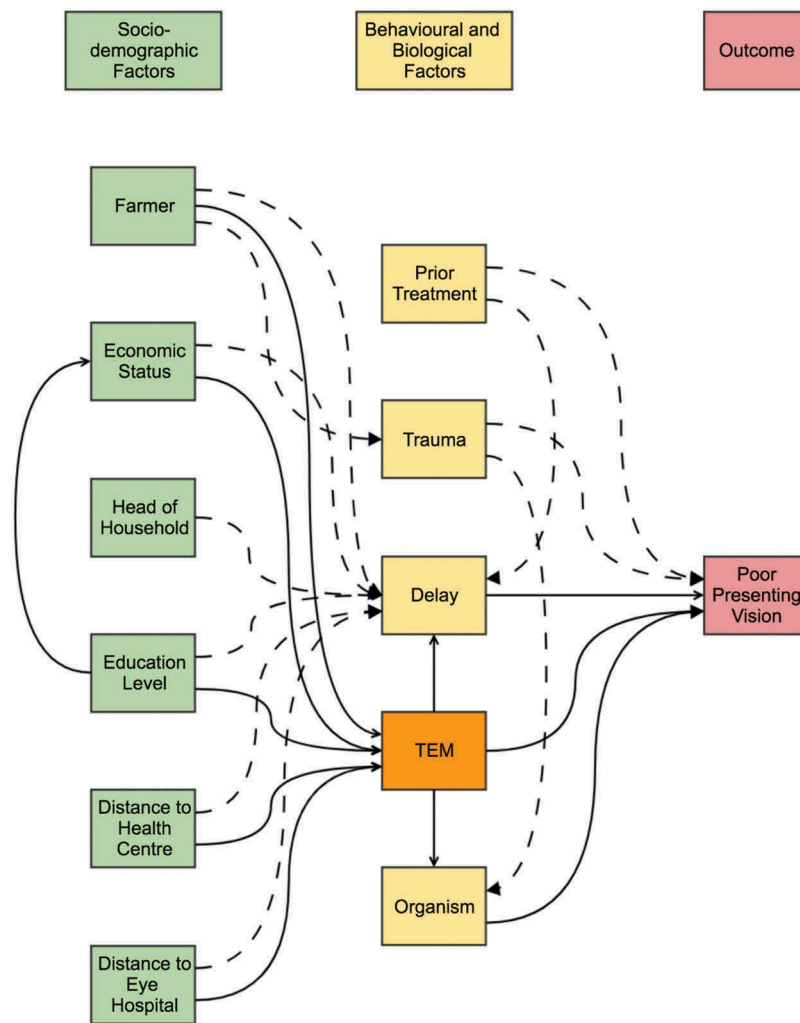 Socio-
demographic
Factors
Behavioural and
Biological
Factors
Outcome
Farmer
Prior
Treatment
Economic
Status
Trauma
Head of
Household
Delay
Poor
Presenting
Vision
Education
Level
TEM
Distance to
Health
Centre
Organism
Distance to
Eye
Hospital